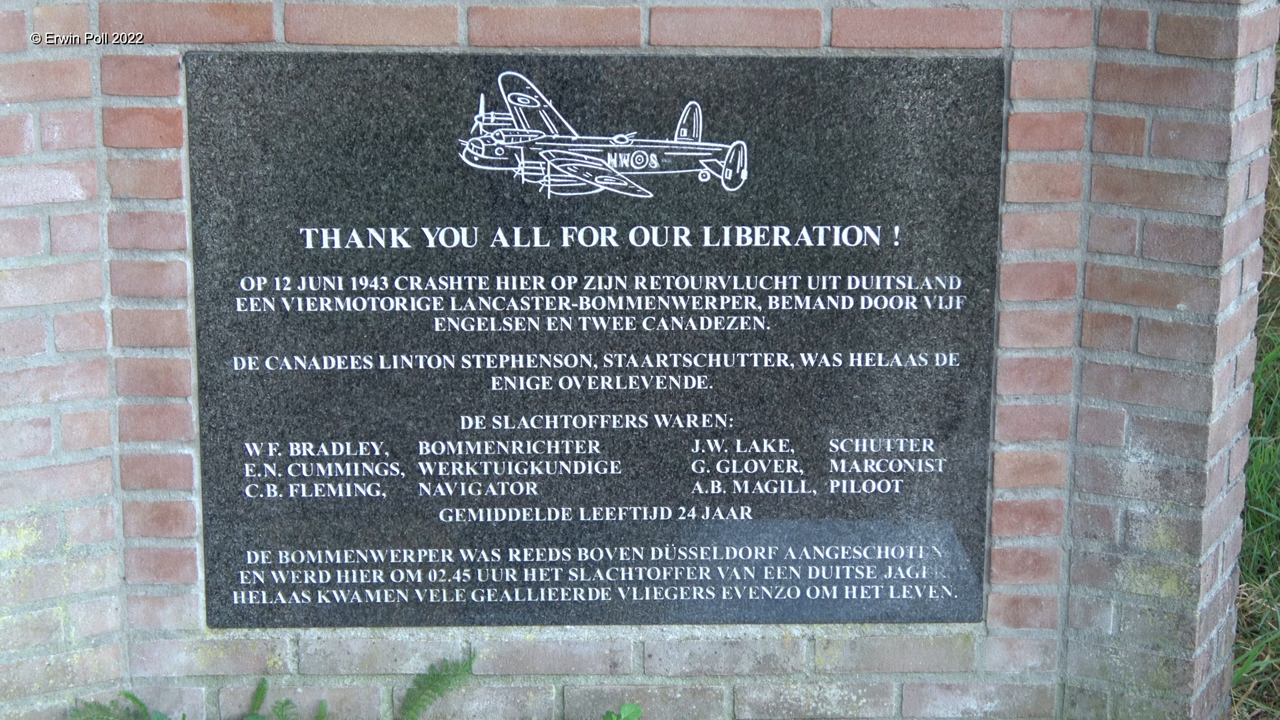 © Erwin Poll 2022
NW S
THANK YOU ALL FOR OUR LIBERATION !
OP 12 JUNI 1943 CRASHTE HIER OP ZIJN RETOURVLUCHT UIT DUITSLAND
EEN VIERMOTORIGE LANCASTER-BOMMENWERPER, BEMAND DOOR VIJF
ENGELSEN EN TWEE CANADEZEN.
DE CANADEES LINTON STEPHENSON, STAARTSCHUTTER, WAS HELAAS DE
ENIGE OVERLEVENDE.
DE SLACHTOFFERS WAREN:
W.F. BRADLEY, BOMMENRICHTER J.W. LAKE, SCHUTTER
E.N. CUMMINGS, WERKTUIGKUNDIGE G. GLOVER, MARCONIST
C.B. FLEMING, NAVIGATOR A.B. MAGILL, PILOOT
GEMIDDELDE LEEFTIJD 24 JAAR
DE BOMMENWERPER WAS REEDS BOVEN DÜSSELDORF AANGESCHOTEN
EN WERD HIER OM 02.45 UUR HET SLACHTOFFER VAN EEN DUITSE JAGER.
HELAAS KWAMEN VELE GEALLIEERDE VLIEGERS EVENZO OM HET LEVEN.